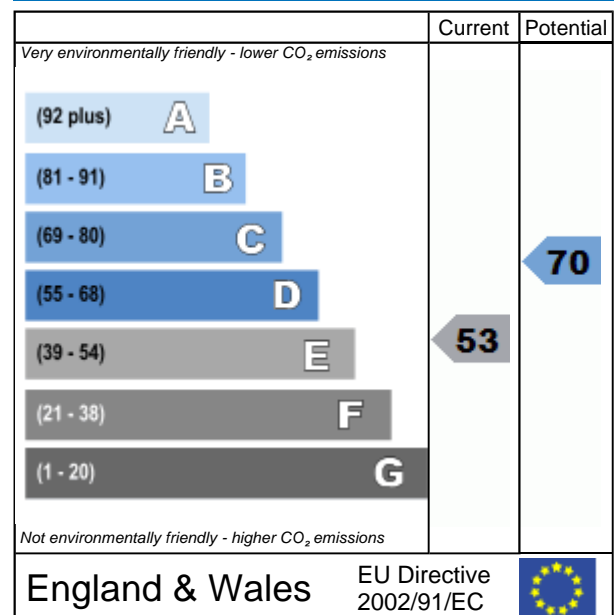 Current Potential
Very environmentally friendly - lower CO₂ emissions
(92 plus) A
(81 - 91) B
(69 - 80) C
70
(55 - 68) D
53
(39 - 54) E
(21 - 38) F
(1 - 20) G
Not environmentally friendly - higher CO₂ emissions
England & Wales
EU Directive
2002/91/EC